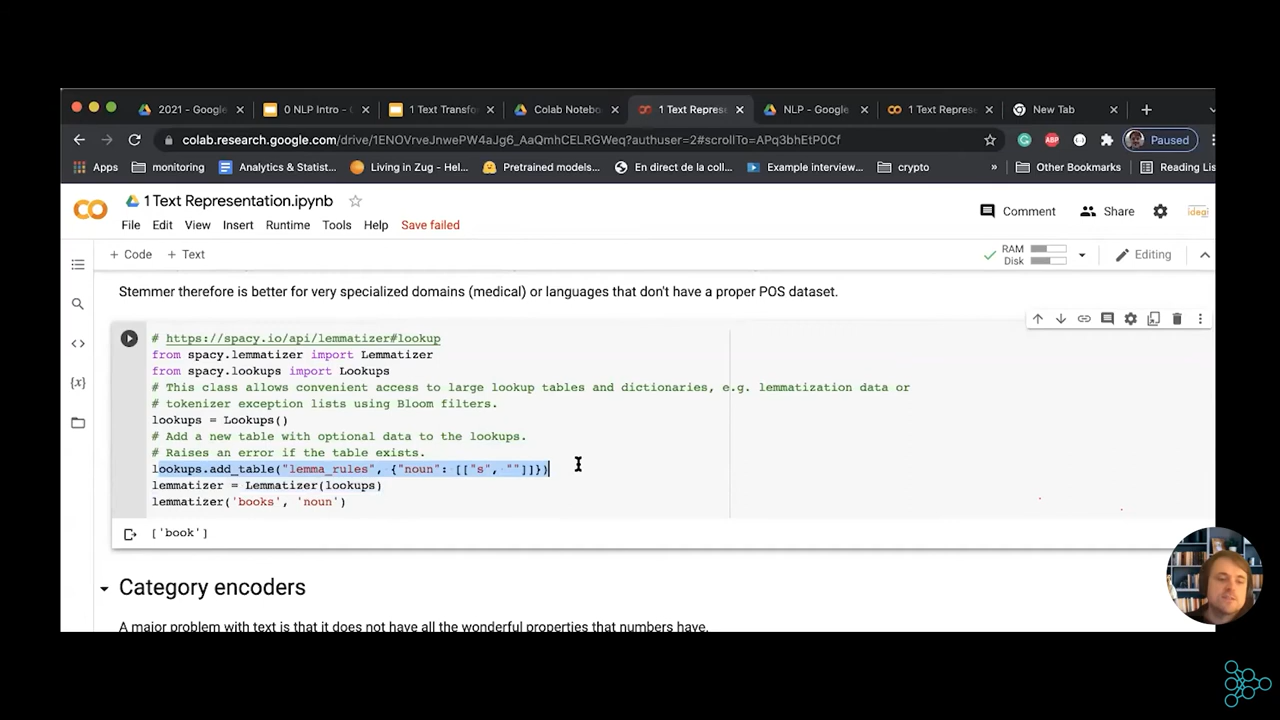 2021 - Google
0 NLP Intro -
1 Text Transfo
Colab Notebo
1 Text Repres
NLP - Google
1 Text Repres
New Tab
colab.research.google.com/drive/1ENOVrveJnwePW4aJg6_AaQmhCELRGWeq?authuser=2#scrollTo=APq3bhEtP0Cf
ABP
Paused
Apps
monitoring
Analytics & Statist...
Living in Zug - Hel...
Pretrained models...
En direct de la coll...
Example interview...
crypto
»
Other Bookmarks
Reading Lis
1 Text Representation.ipynb
File Edit View Insert Runtime Tools Help Save failed
Comment
Share
+ Code + Text
RAM
Disk
Editing
Stemmer therefore is better for very specialized domains (medical) or languages that don't have a proper POS dataset.
# https://spacy.io/api/lemmatizer#lookup
from spacy.lemmatizer import Lemmatizer
from spacy.lookups import Lookups
# This class allows convenient access to large lookup tables and dictionaries, e.g. lemmatization data or
# tokenizer exception lists using Bloom filters.
lookups = Lookups()
# Add a new table with optional data to the lookups.
# Raises an error if the table exists.
lookups.add_table("lemma_rules", {"noun": [["s", ""]]})
lemmatizer = Lemmatizer(lookups)
lemmatizer('books', 'noun')
['book']
Category encoders
A major problem with text is that it does not have all the wonderful properties that numbers have.